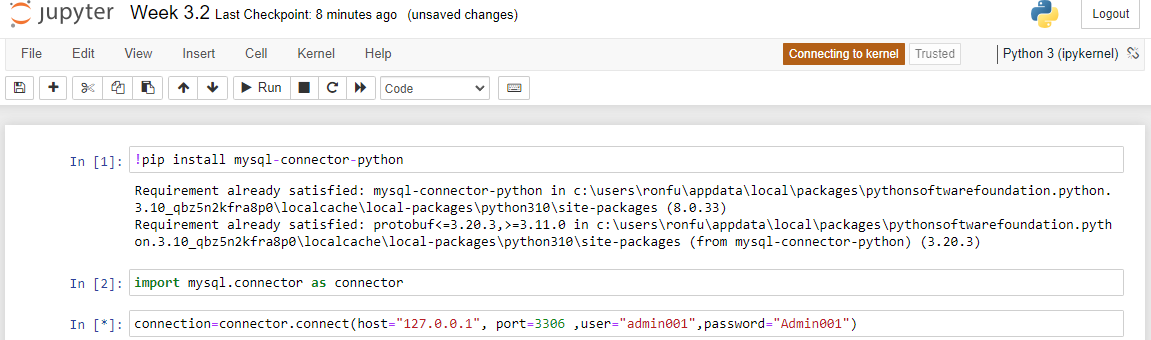 jupyter Week 3.2 Last Checkpoint: 8 minutes ago (unsaved changes) Logout
File Edit View Insert Cell Kernel Help Connecting to kernel Trusted Python 3 (ipykernel)
Run Code
In [1]: !pip install mysql-connector-python
Requirement already satisfied: mysql-connector-python in c:\users\ronfu\appdata\local\packages\pythonsoftwarefoundation.python.
3.10_qbz5n2kfra8p0\localcache\local-packages\python310\site-packages (8.0.33)
Requirement already satisfied: protobuf<=3.20.3,>=3.11.0 in c:\users\ronfu\appdata\local\packages\pythonsoftwarefoundation.pyth
on.3.10_qbz5n2kfra8p0\localcache\local-packages\python310\site-packages (from mysql-connector-python) (3.20.3)
In [2]: import mysql.connector as connector
In [*]: connection=connector.connect(host="127.0.0.1", port=3306 ,user="admin001",password="Admin001")